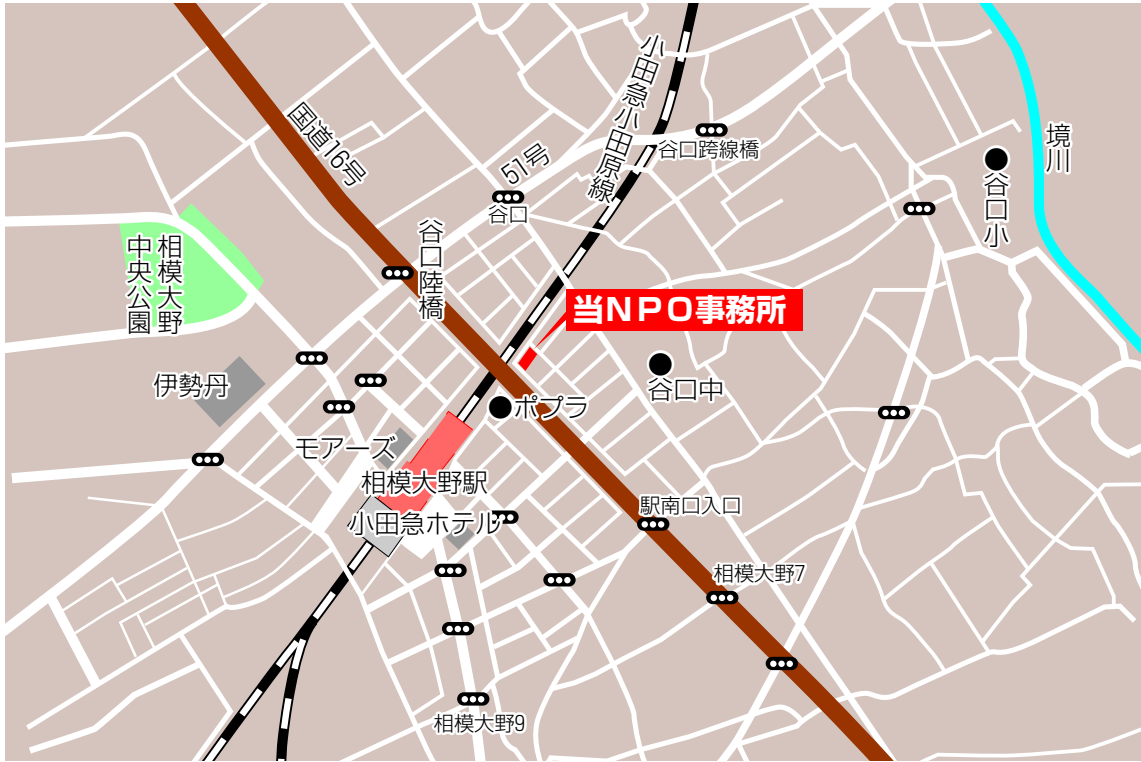 小田急小田原線
国道16号
51号
谷口跨線橋
境川
谷口小
谷口
谷口陸橋
相模大野
中央公園
当NPO事務所
伊勢丹
谷口中
ポプラ
モアーズ
相模大野駅
小田急ホテル
駅南口入口
相模大野7
相模大野9